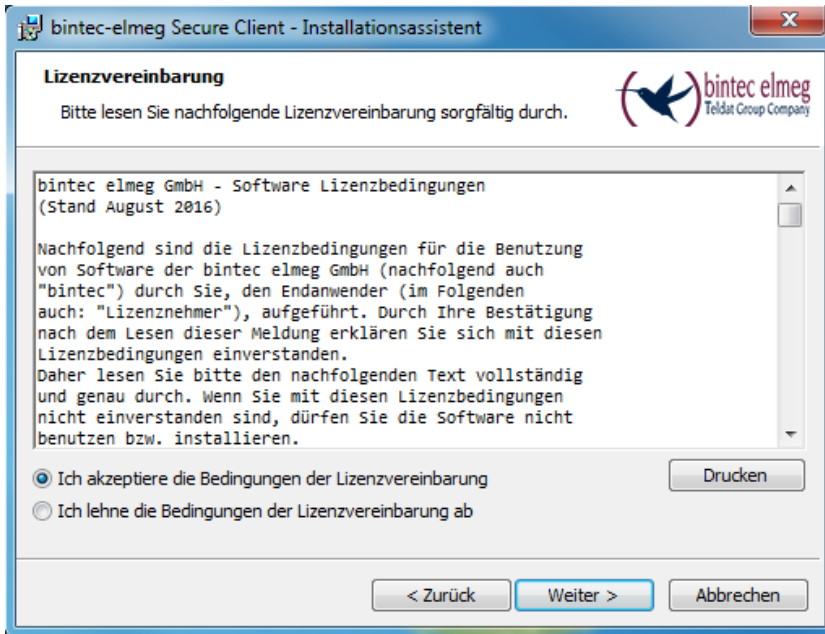 bintec-elmeg Secure Client - Installationsassistent
Lizenzvereinbarung
Bitte lesen Sie nachfolgende Lizenzvereinbarung sorgfältig durch.
bintec elmeg
Teldat Group Company
bintec elmeg GmbH - Software Lizenzbedingungen
(Stand August 2016)
Nachfolgend sind die Lizenzbedingungen für die Benutzung
von Software der bintec elmeg GmbH (nachfolgend auch
"bintec") durch Sie, den Endanwender (im Folgenden
auch: "Lizenznehmer"), aufgeführt. Durch Ihre Bestätigung
nach dem Lesen dieser Meldung erklären Sie sich mit diesen
Lizenzbedingungen einverstanden.
Daher lesen Sie bitte den nachfolgenden Text vollständig
und genau durch. Wenn Sie mit diesen Lizenzbedingungen
nicht einverstanden sind, dürfen Sie die Software nicht
benutzen bzw. installieren.
Ich akzeptiere die Bedingungen der Lizenzvereinbarung
Drucken
Ich lehne die Bedingungen der Lizenzvereinbarung ab
< Zurück
Weiter >
Abbrechen